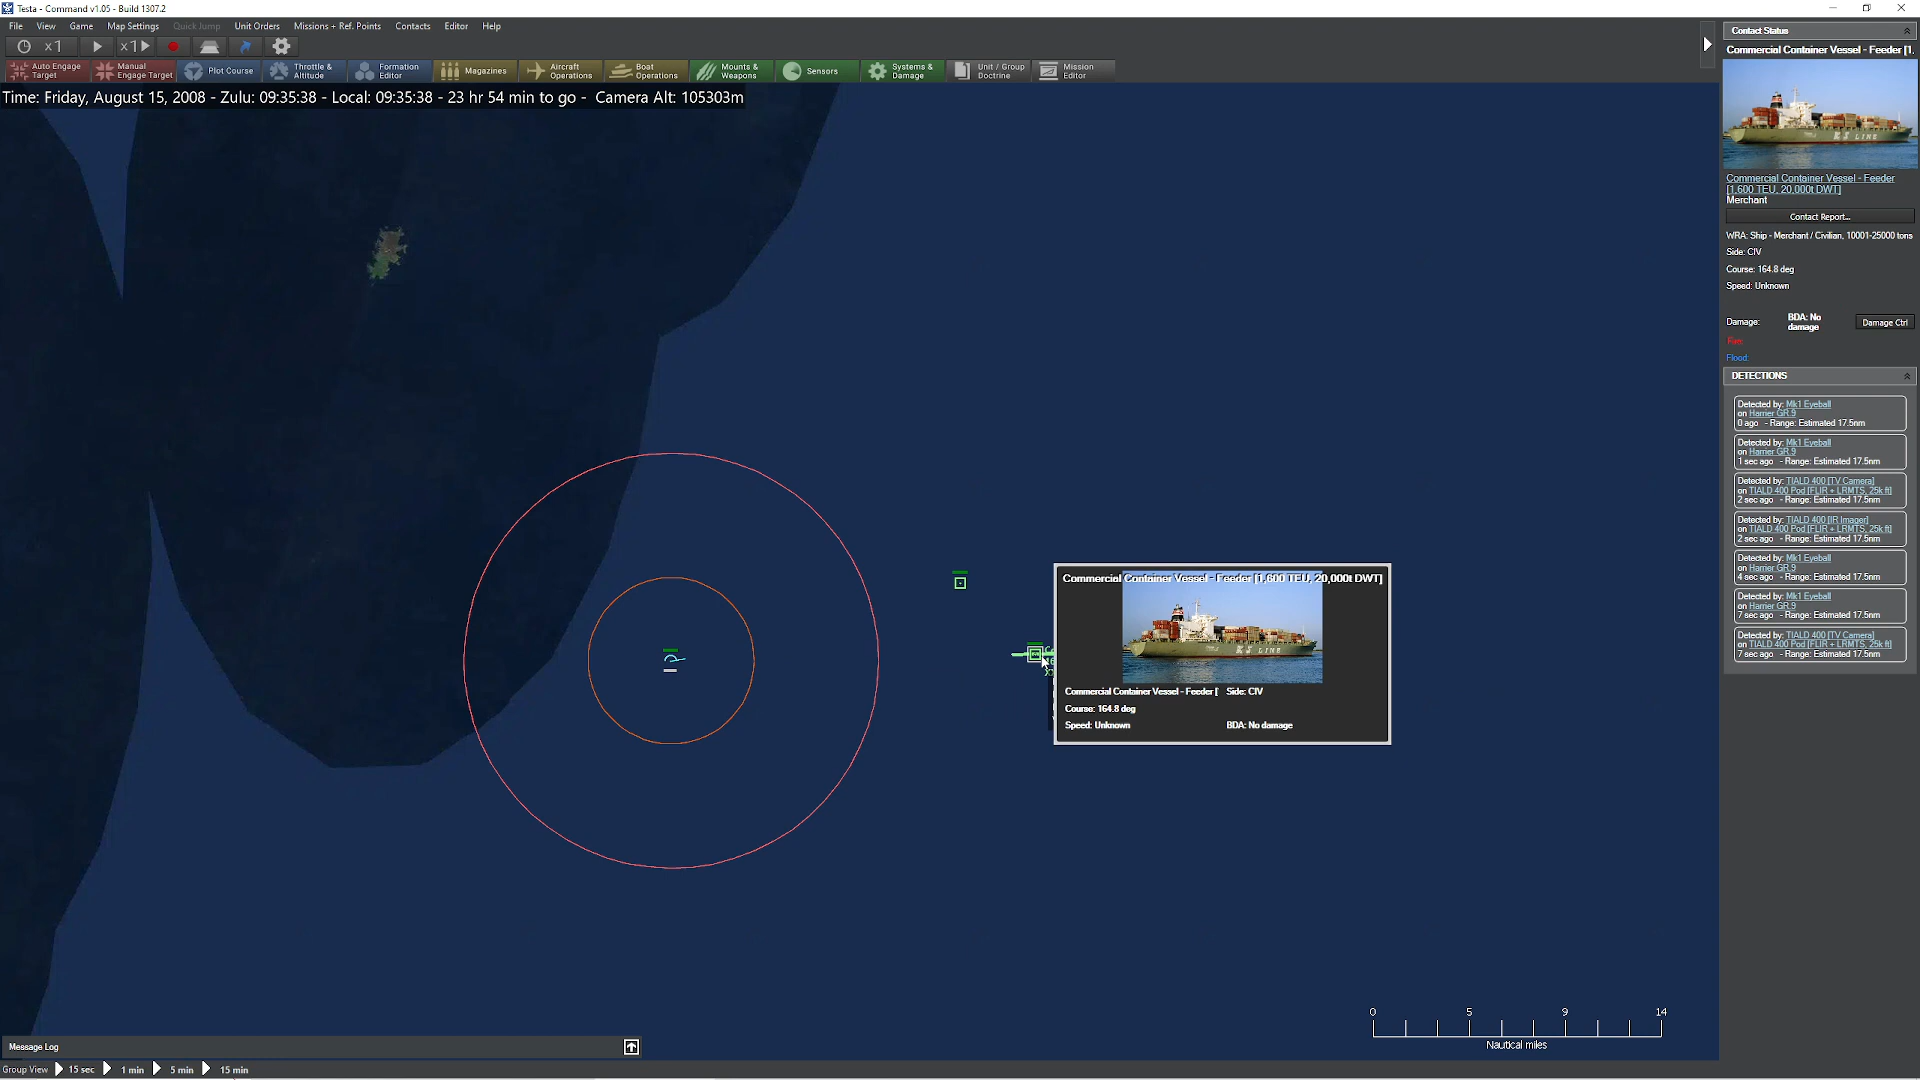 Testa - Command v1.05 - Build 1307.2
File View Game Map Settings Quick Jump Unit Orders Missions + Ref. Points Contacts Editor Help
x1 x1
Auto Engage Target
Manual Engage Target
Plot Course
Throttle & Altitude
Formation Editor
Magazines
Aircraft Operations
Boat Operations
Mounts & Weapons
Sensors
Systems & Damage
Unit / Group Doctrine
Mission Editor
Time: Friday, August 15, 2008 - Zulu: 09:35:38 - Local: 09:35:38 - 23 hr 54 min to go - Camera Alt: 105303m
Commercial Container Vessel - Feeder [1,600 TEU, 20,000t DWT]
K S LINE
Commercial Container Vessel - Feeder [ Side: CIV
Course: 164.8 deg
Speed: Unknown BDA: No damage
0 5 9 14
Nautical miles
Message Log
Group View 15 sec 1 min 5 min 15 min
Contact Status
Commercial Container Vessel - Feeder [1.
K S LINE
Commercial Container Vessel - Feeder
[1,600 TEU, 20,000t DWT]
Merchant
Contact Report...
WRA: Ship - Merchant / Civilian, 10001-25000 tons
Side: CIV
Course: 164.8 deg
Speed: Unknown
Damage: BDA: No damage Damage Ctrl
Fire:
Flood:
DETECTIONS
Detected by: Mk1 Eyeball
on Harrier GR.9
0 ago - Range: Estimated 17.5nm
Detected by: Mk1 Eyeball
on Harrier GR.9
1 sec ago - Range: Estimated 17.5nm
Detected by: TIALD 400 [TV Camera]
on TIALD 400 Pod [FLIR + LRMTS, 25k ft]
2 sec ago - Range: Estimated 17.5nm
Detected by: TIALD 400 [IR Imager]
on TIALD 400 Pod [FLIR + LRMTS, 25k ft]
2 sec ago - Range: Estimated 17.5nm
Detected by: Mk1 Eyeball
on Harrier GR.9
4 sec ago - Range: Estimated 17.5nm
Detected by: Mk1 Eyeball
on Harrier GR.9
7 sec ago - Range: Estimated 17.5nm
Detected by: TIALD 400 [TV Camera]
on TIALD 400 Pod [FLIR + LRMTS, 25k ft]
7 sec ago - Range: Estimated 17.5nm